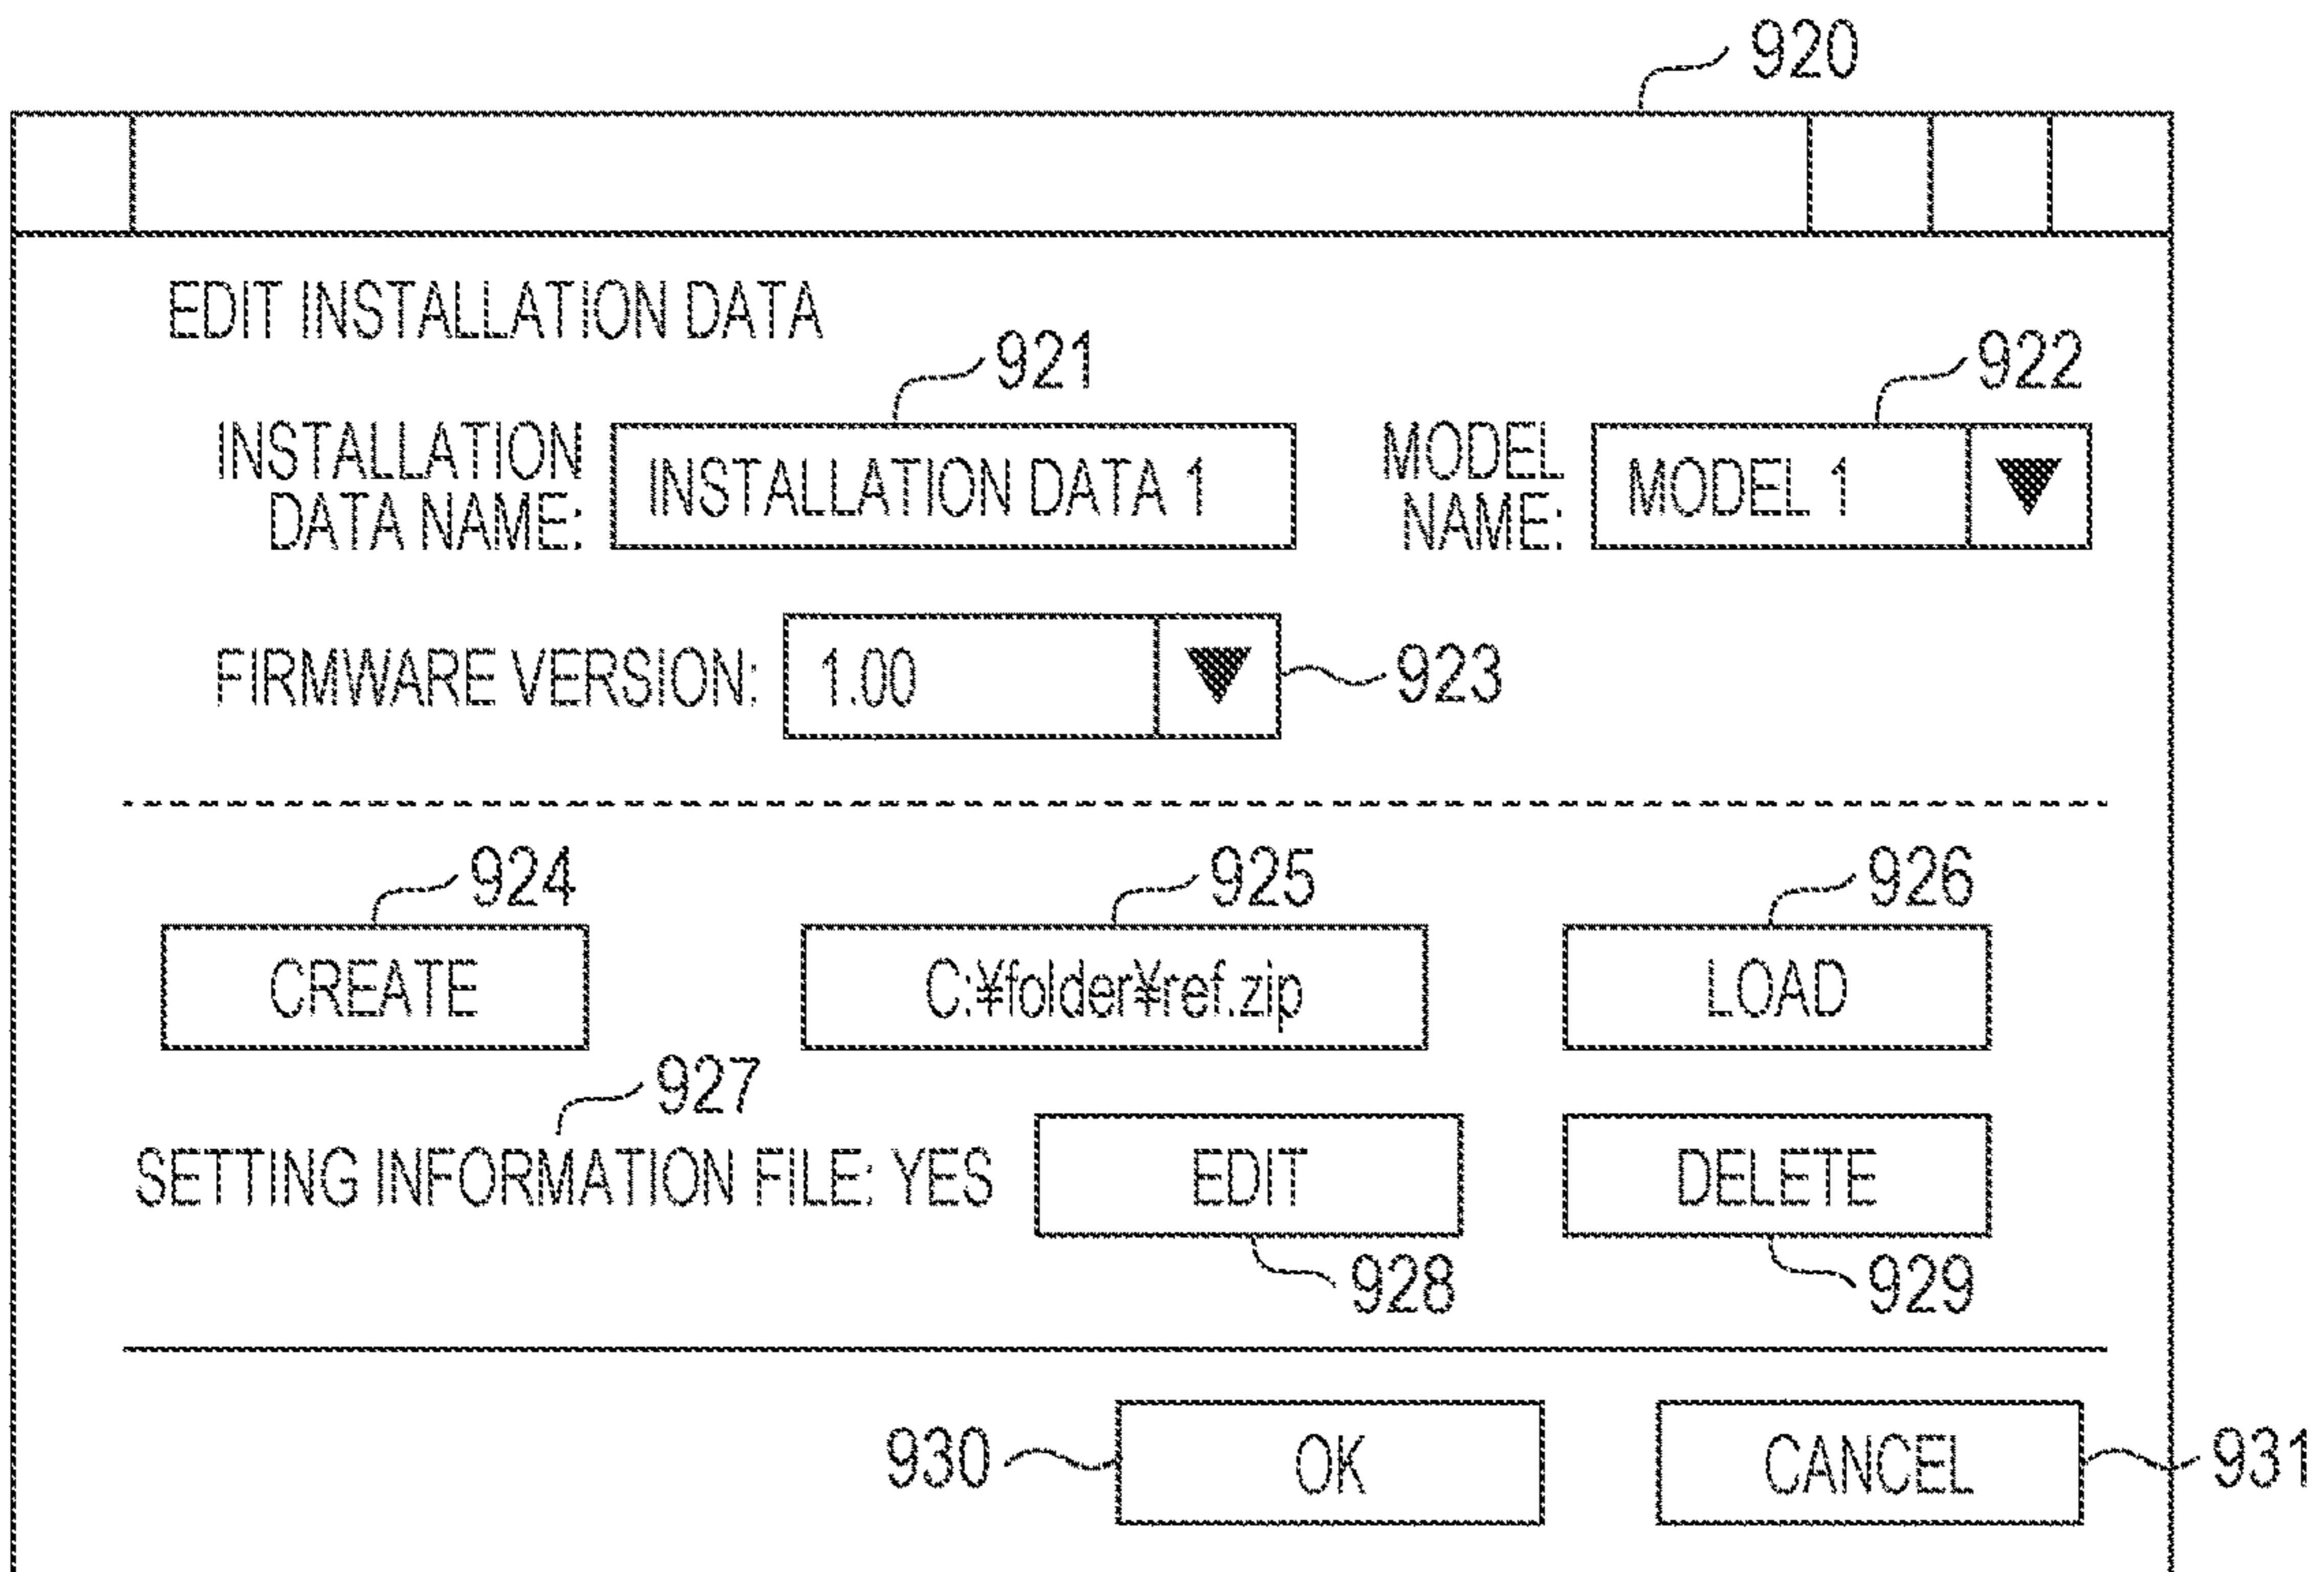 920
EDIT INSTALLATION DATA
921
922
INSTALLATION
DATA NAME:
INSTALLATION DATA 1
MODEL
NAME:
MODEL 1
FIRMWARE VERSION: 1.00
923
924
925
926
CREATE
C:¥folder¥ref.zip
LOAD
927
SETTING INFORMATION FILE: YES
EDIT
DELETE
928
929
930
OK
CANCEL
931